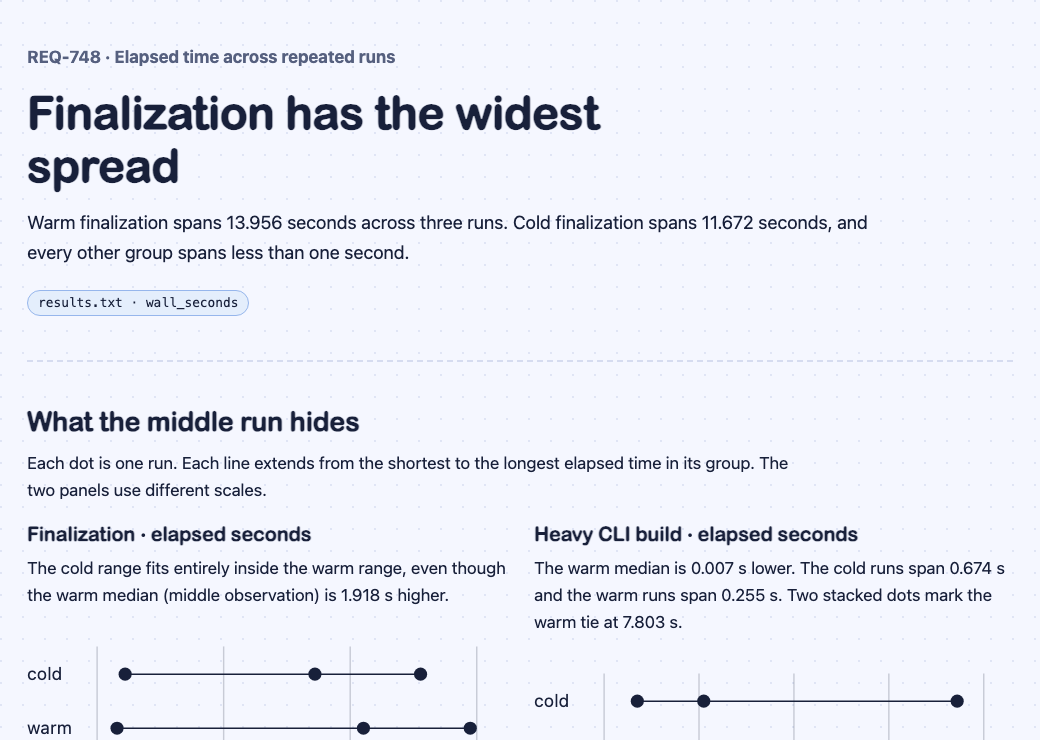 REQ-748 · Elapsed time across repeated runs
Finalization has the widest
spread
Warm finalization spans 13.956 seconds across three runs. Cold finalization spans 11.672 seconds, and
every other group spans less than one second.
results.txt · wall_seconds
What the middle run hides
Each dot is one run. Each line extends from the shortest to the longest elapsed time in its group. The
two panels use different scales.
Finalization · elapsed seconds
The cold range fits entirely inside the warm range, even though
the warm median (middle observation) is 1.918 s higher.
cold
warm
Heavy CLI build · elapsed seconds
The warm median is 0.007 s lower. The cold runs span 0.674 s
and the warm runs span 0.255 s. Two stacked dots mark the
warm tie at 7.803 s.
cold